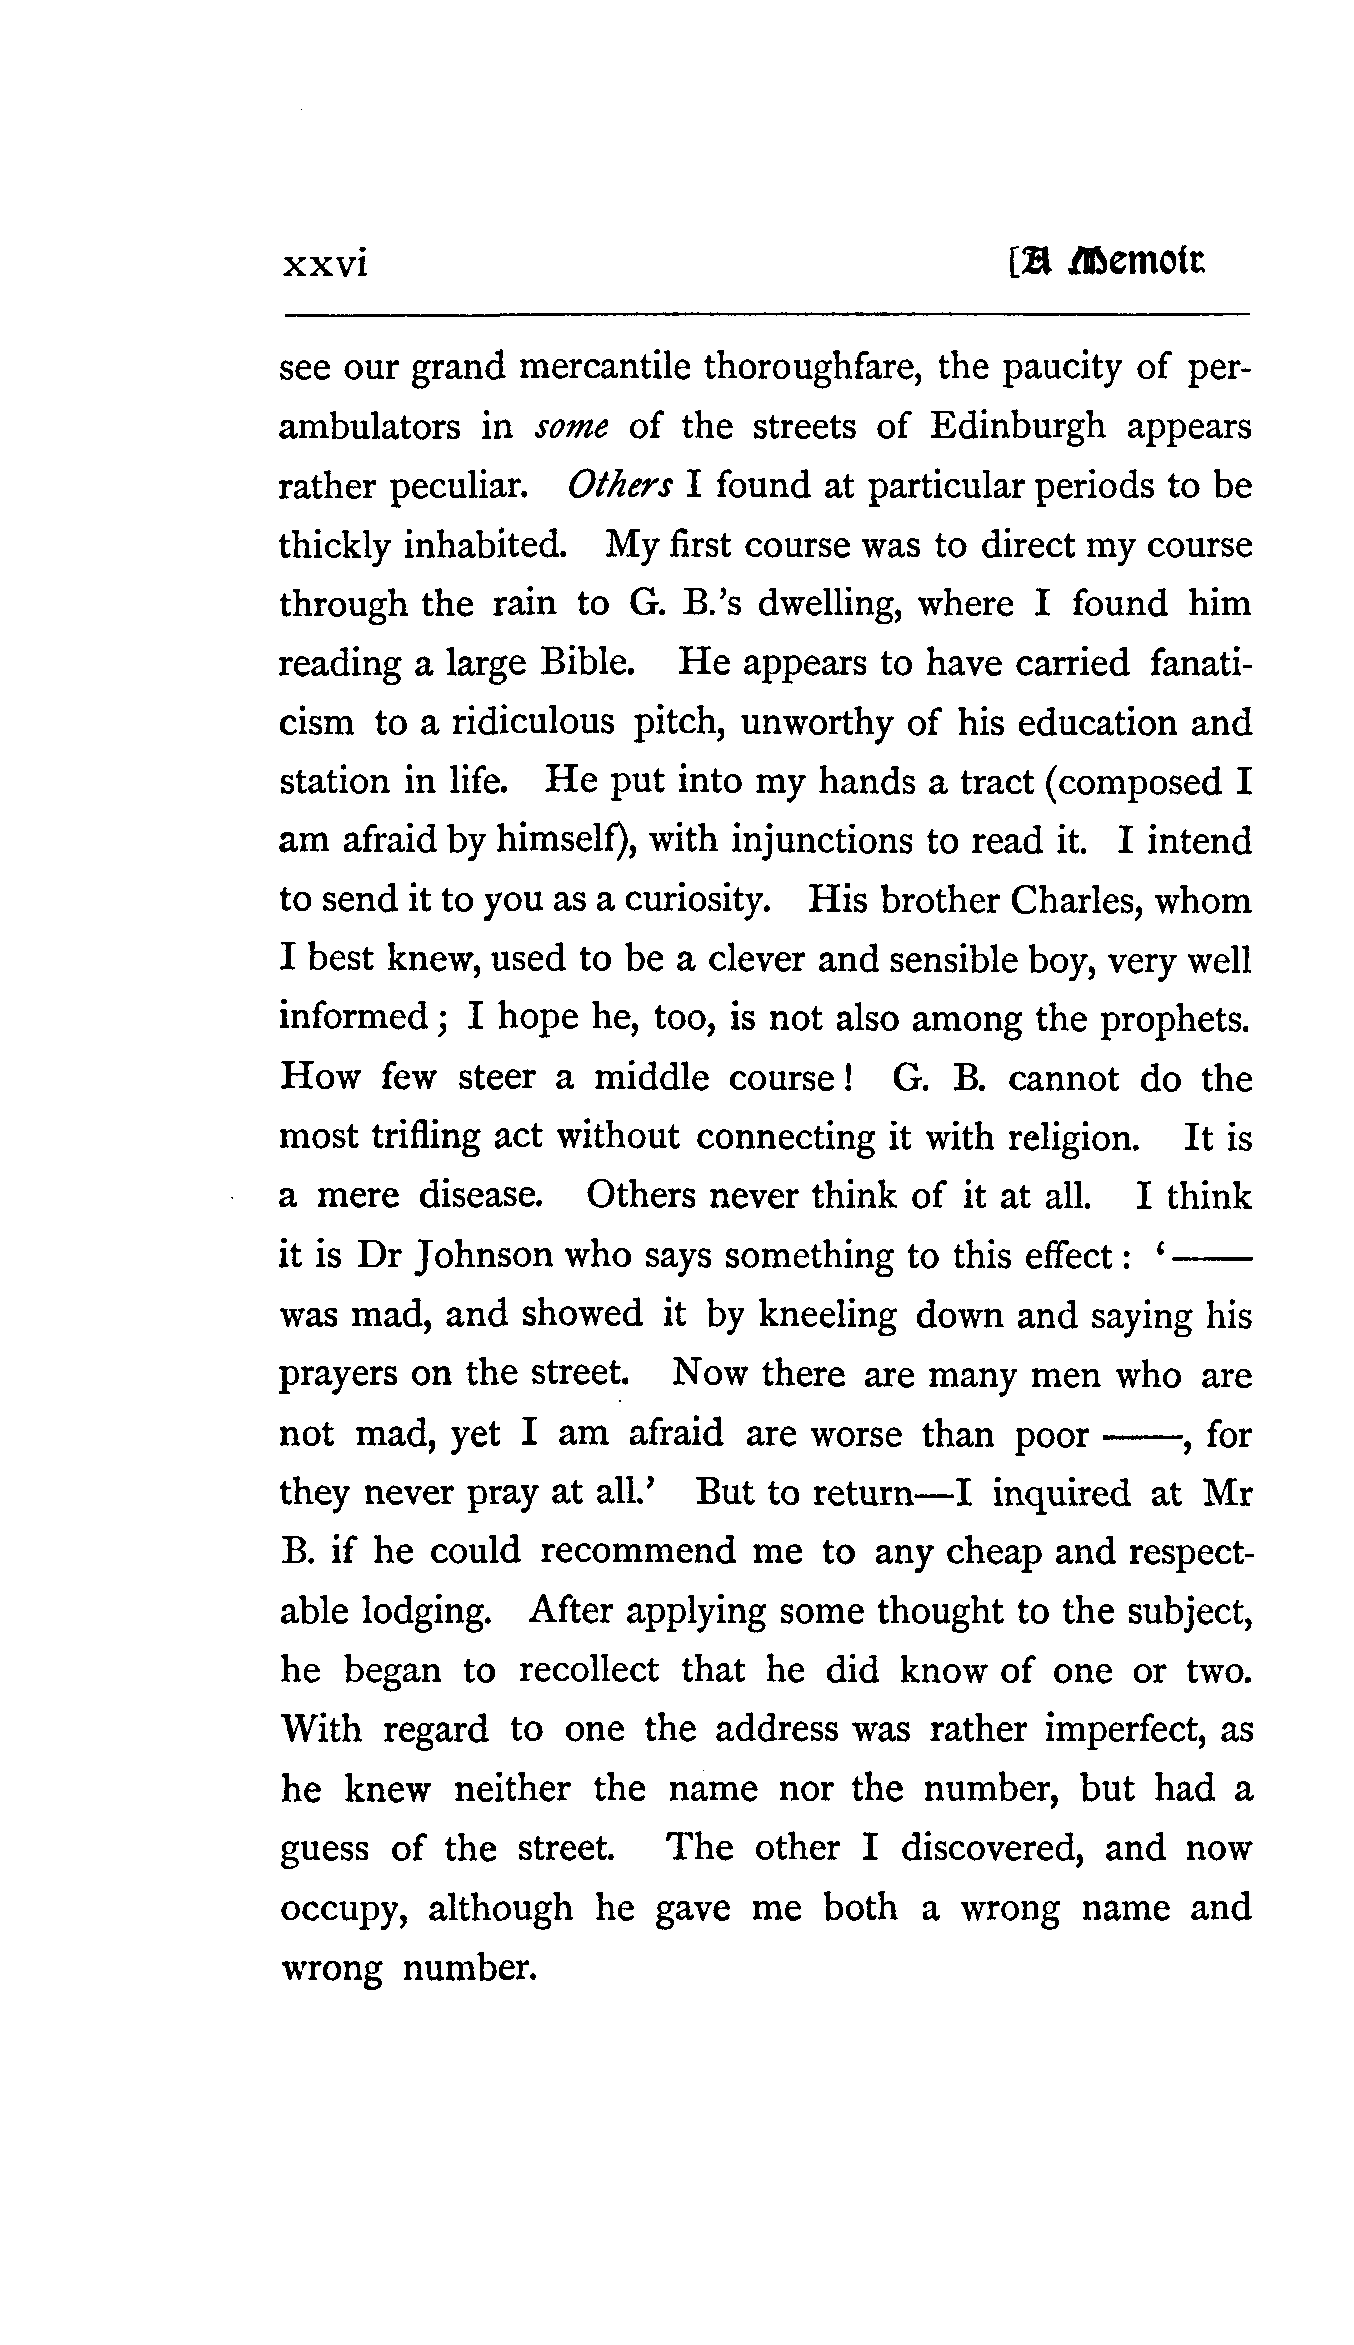 xxvi [A Memoir.
see our grand mercantile thoroughfare, the paucity of per-
ambulators in some of the streets of Edinburgh appears
rather peculiar. Others I found at particular periods to be
thickly inhabited. My first course was to direct my course
through the rain to G. B.'s dwelling, where I found him
reading a large Bible. He appears to have carried fanati-
cism to a ridiculous pitch, unworthy of his education and
station in life. He put into my hands a tract (composed I
am afraid by himself), with injunctions to read it. I intend
to send it to you as a curiosity. His brother Charles, whom
I best knew, used to be a clever and sensible boy, very well
informed; I hope he, too, is not also among the prophets.
How few steer a middle course! G. B. cannot do the
most trifling act without connecting it with religion. It is
a mere disease. Others never think of it at all. I think
it is Dr Johnson who says something to this effect: '——
was mad, and showed it by kneeling down and saying his
prayers on the street. Now there are many men who are
not mad, yet I am afraid are worse than poor ——, for
they never pray at all.' But to return—I inquired at Mr
B. if he could recommend me to any cheap and respect-
able lodging. After applying some thought to the subject,
he began to recollect that he did know of one or two.
With regard to one the address was rather imperfect, as
he knew neither the name nor the number, but had a
guess of the street. The other I discovered, and now
occupy, although he gave me both a wrong name and
wrong number.